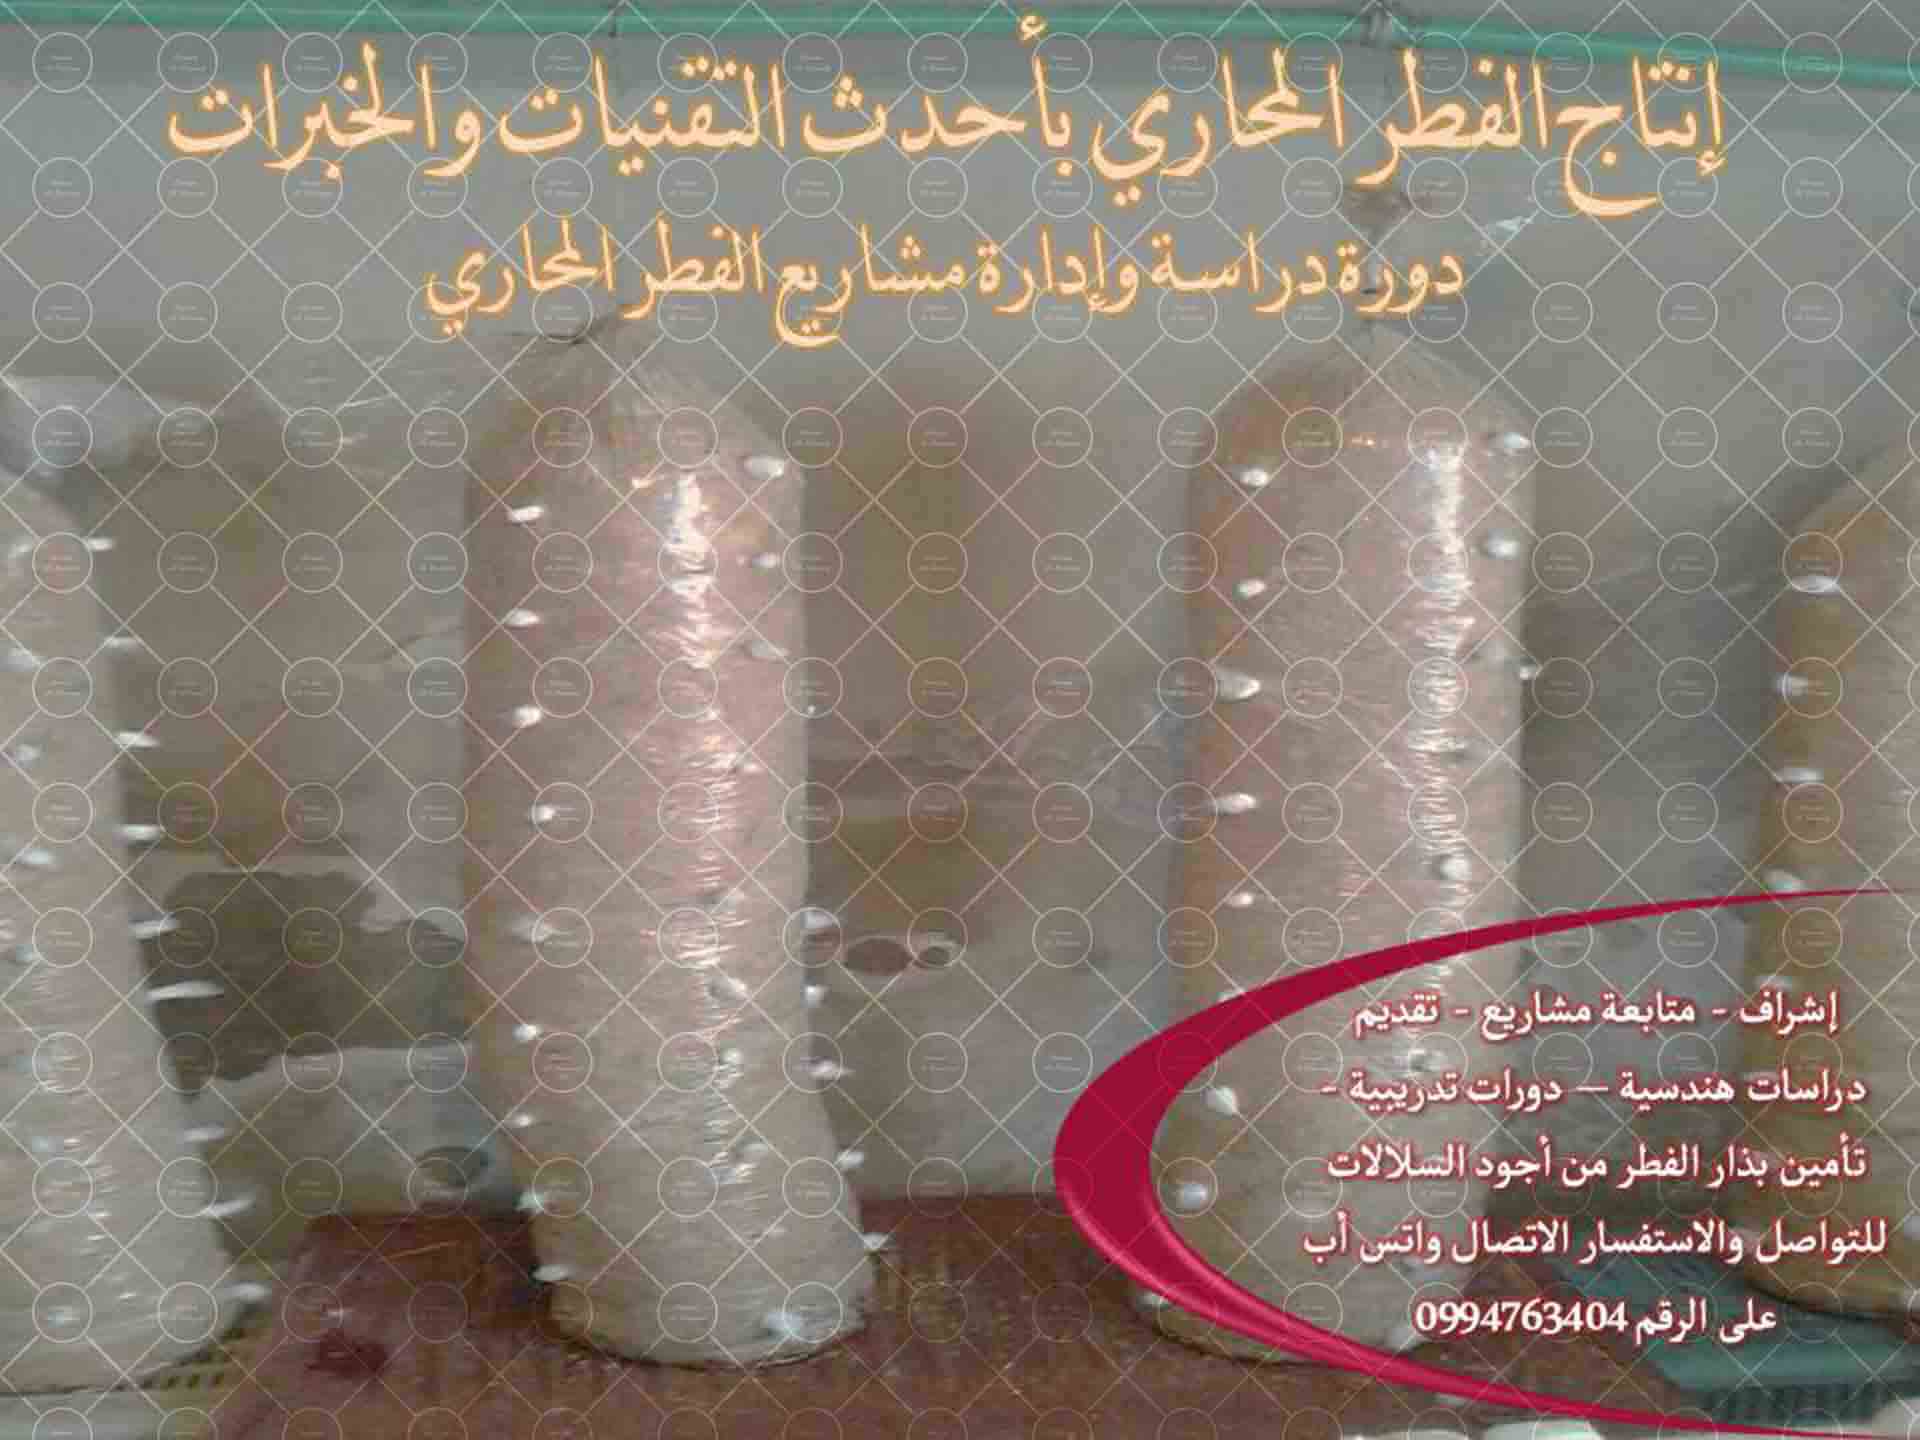 إنتاج الفطر المحاري بأحدث التقنيات والخبرات
دورة دراسة وإدارة مشاريع الفطر المحاري
إشراف - متابعة مشاريع - تقديم
دراسات هندسية – دورات تدريبية -
تأمين بذار الفطر من أجود السلالات
للتواصل والاستفسار الاتصال واتس أب
على الرقم 0994763404